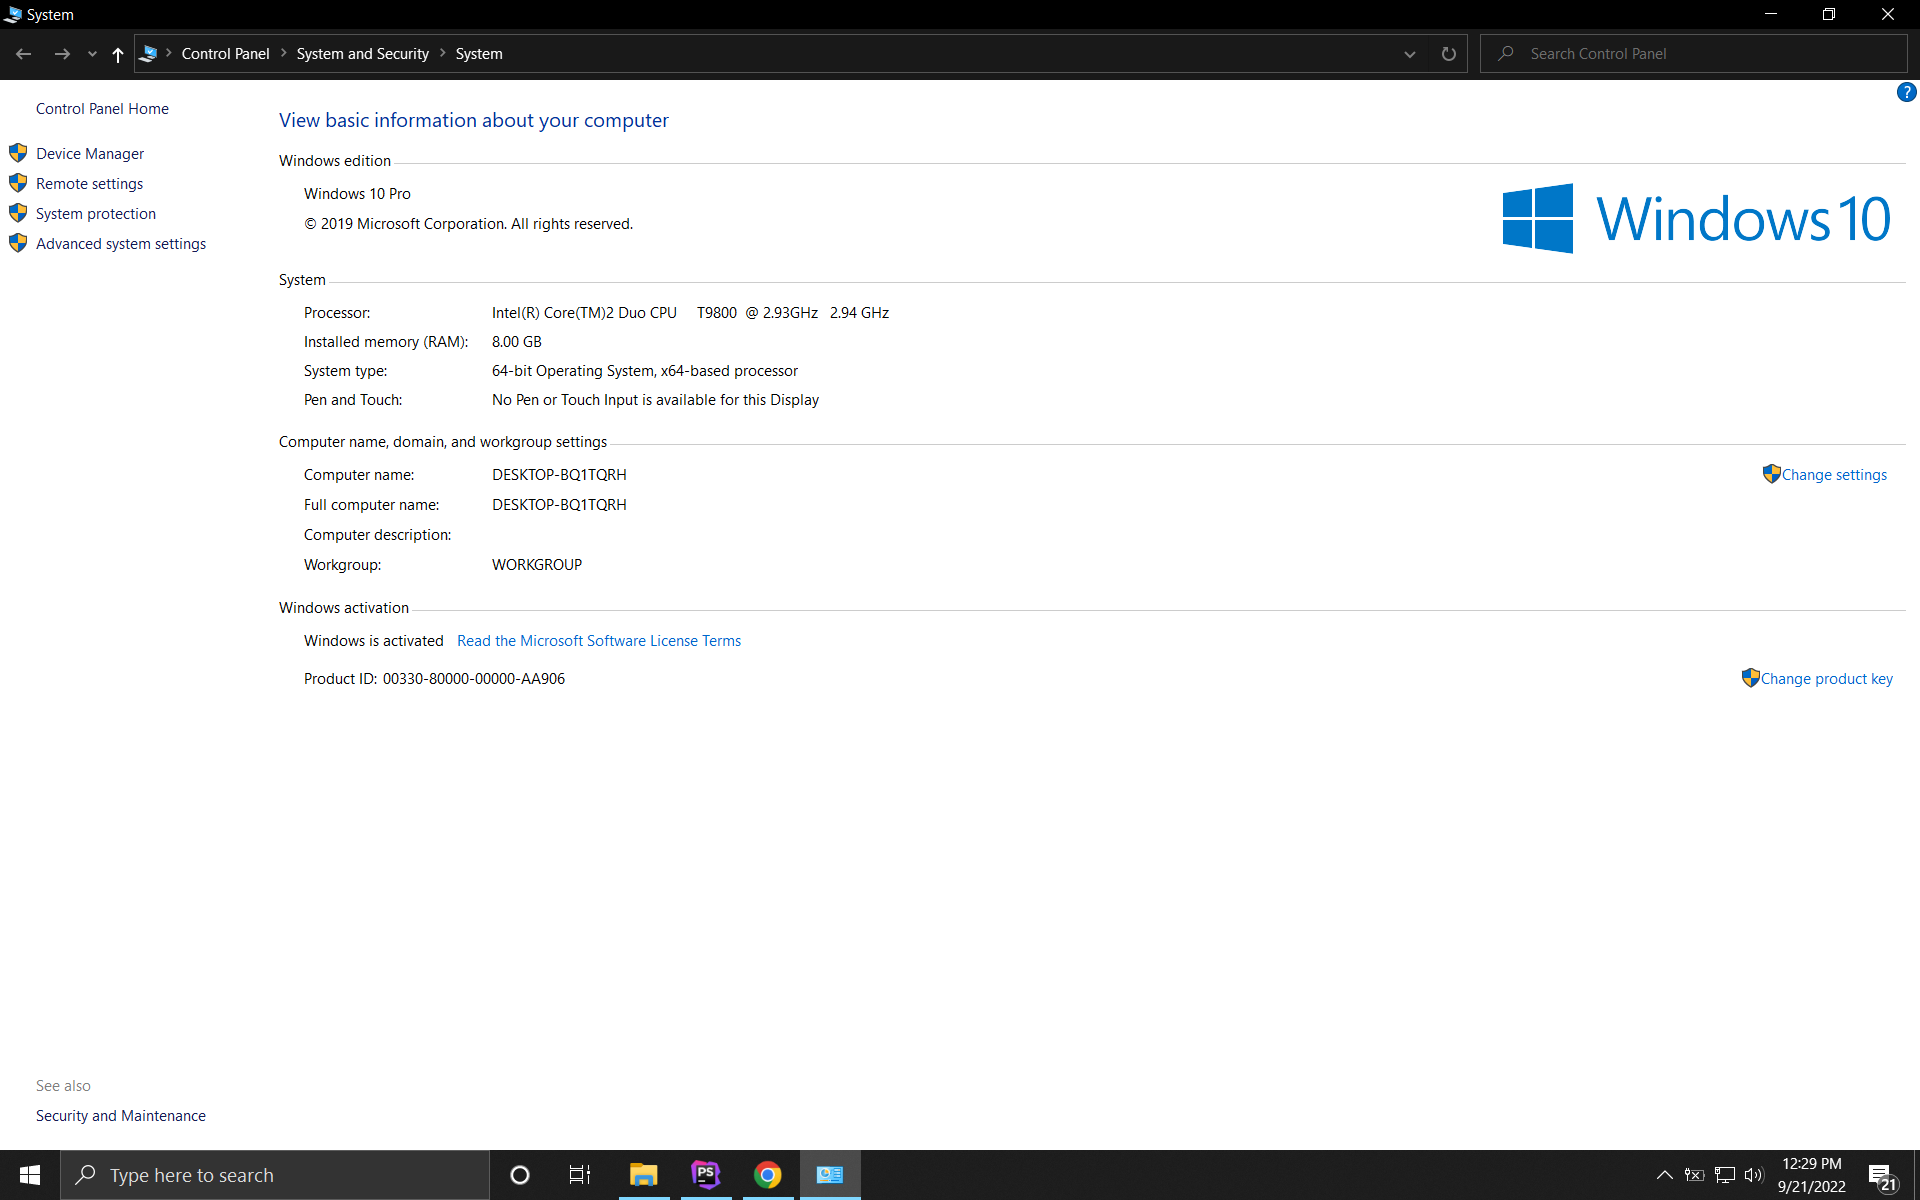 System
Control Panel System and Security System
Search Control Panel
?
Control Panel Home
Device Manager
Remote settings
System protection
Advanced system settings
View basic information about your computer
Windows edition
Windows 10 Pro
© 2019 Microsoft Corporation. All rights reserved.
Windows 10
System
Processor: Intel(R) Core(TM)2 Duo CPU T9800 @ 2.93GHz 2.94 GHz
Installed memory (RAM): 8.00 GB
System type: 64-bit Operating System, x64-based processor
Pen and Touch: No Pen or Touch Input is available for this Display
Computer name, domain, and workgroup settings
Computer name: DESKTOP-BQ1TQRH
Change settings
Full computer name: DESKTOP-BQ1TQRH
Computer description:
Workgroup: WORKGROUP
Windows activation
Windows is activated Read the Microsoft Software License Terms
Product ID: 00330-80000-00000-AA906
Change product key
See also
Security and Maintenance
Type here to search
PS
12:29 PM
9/21/2022
21